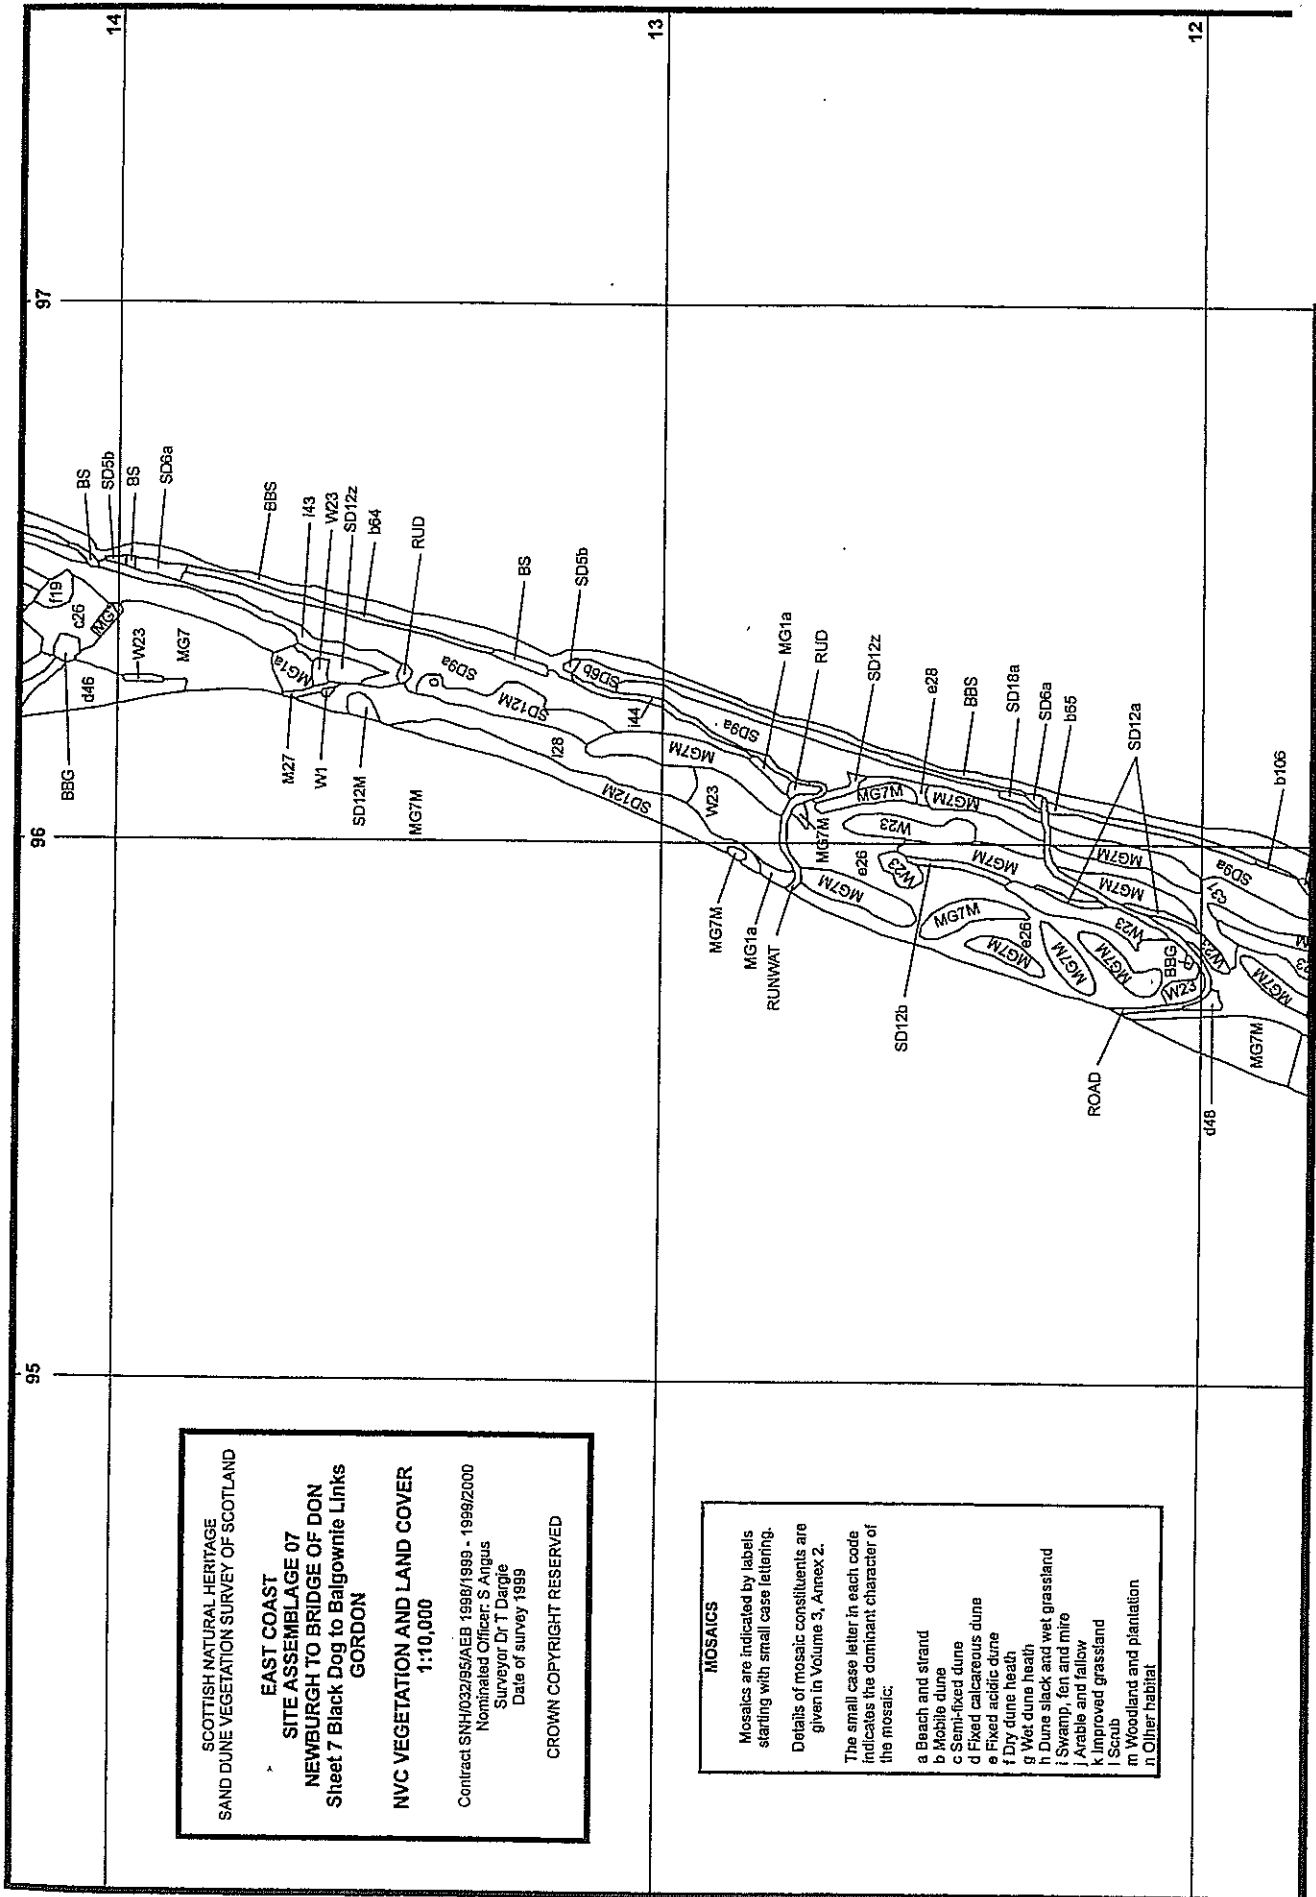 SCOTTISH NATURAL HERITAGE
SAND DUNE VEGETATION SURVEY OF SCOTLAND
EAST COAST
SITE ASSEMBLAGE 07
NEWBURGH TO BRIDGE OF DON
Sheet 7 Black Dog to Balgownie Links
GORDON
NVC VEGETATION AND LAND COVER
1:10,000
Contract SNH/032/95/AEB 1998/1999 - 1999/2000
Nominated Officer: S Angus
Surveyor Dr T Dargie
Date of survey 1999
CROWN COPYRIGHT RESERVED
MOSAICS
Mosaics are indicated by labels
starting with small case lettering.
Details of mosaic constituents are
given in Volume 3, Annex 2.
The small case letter in each code
indicates the dominant character of
the mosaic:
a Beach and strand
b Mobile dune
c Semi-fixed dune
d Fixed calcareous dune
e Fixed acidic dune
f Dry dune heath
g Wet dune heath
h Dune slack and wet grassland
i Swamp, fen and mire
j Arable and fallow
k Improved grassland
l Scrub
m Woodland and plantation
n Other habitat
95
96
97
14
13
12
BS
SD5b
BS
SD6a
BBS
i43
W23
SD12z
b64
RUD
BS
SD5b
MG1a
RUD
SD12z
e28
BBS
SD18a
SD6a
b65
SD12a
b106
f19
c26
MG7
BBG
d46
W23
MG7
MG1a
M27
W1
SD12M
MG7M
SD9a
SD12M
l28
SD12M
SD6b
i44
SD9a
MG7M
W23
MG7M
MG1a
RUNWAT
MG7M
MG7M
MG7M
MG7M
W23
e26
W23
MG7M
SD12b
MG7M
e26
MG7M
MG7M
MG7M
MG7M
MG7M
W23
BBG
W23
W23
SD9a
c31
ROAD
d48
MG7M
MG7M